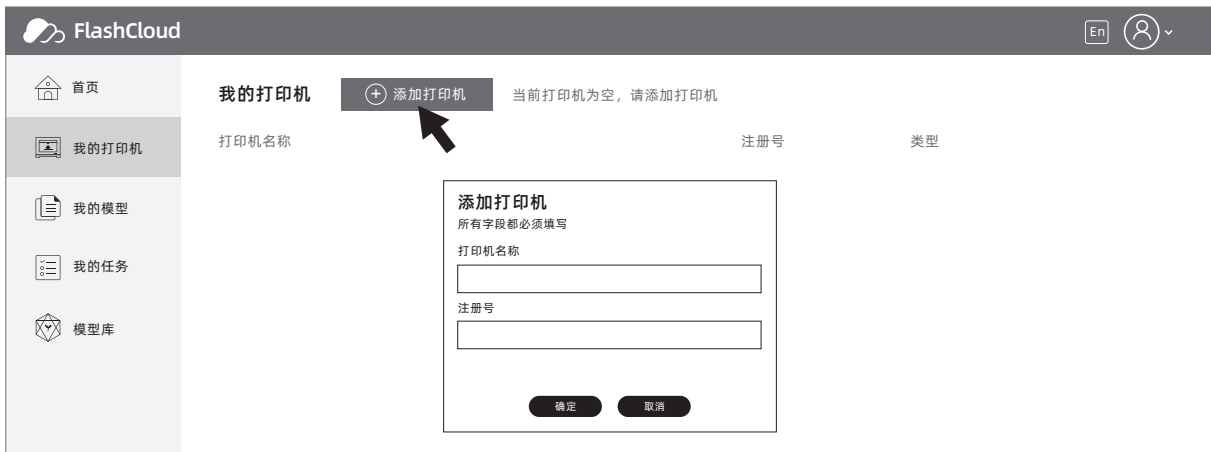 FlashCloud
En
首页
我的打印机
我的模型
我的任务
模型库
我的打印机
添加打印机
当前打印机为空，请添加打印机
打印机名称
注册号
类型
添加打印机
所有字段都必须填写
打印机名称
注册号
确定
取消